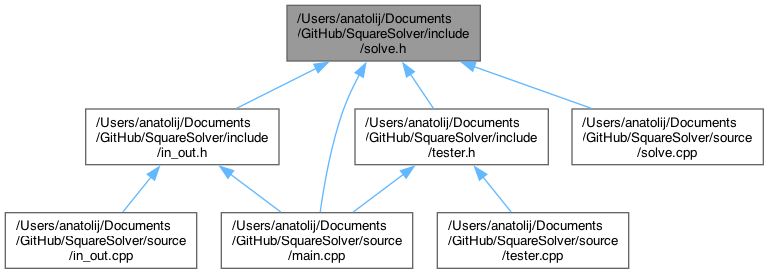 /Users/anatolij/Documents
/GitHub/SquareSolver/include
/solve.h
/Users/anatolij/Documents
/GitHub/SquareSolver/include
/in_out.h
/Users/anatolij/Documents
/GitHub/SquareSolver/include
/tester.h
/Users/anatolij/Documents
/GitHub/SquareSolver/source
/solve.cpp
/Users/anatolij/Documents
/GitHub/SquareSolver/source
/in_out.cpp
/Users/anatolij/Documents
/GitHub/SquareSolver/source
/main.cpp
/Users/anatolij/Documents
/GitHub/SquareSolver/source
/tester.cpp